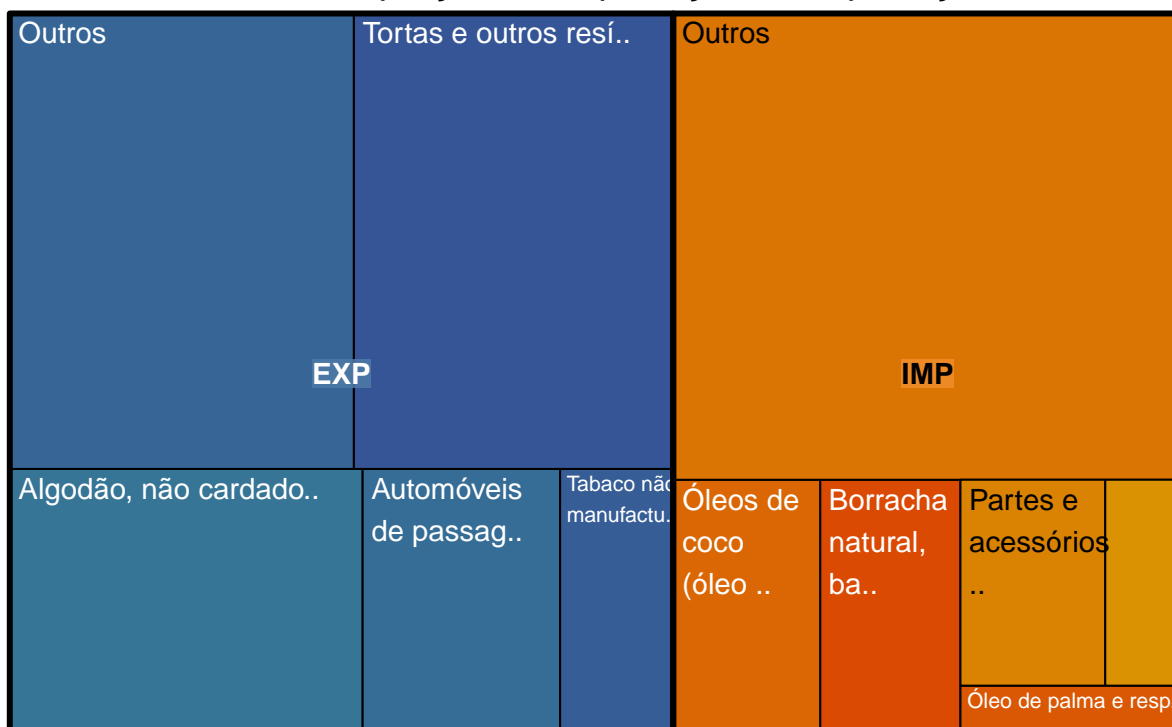 Outros
Tortas e outros resí..
Outros
EXP
IMP
Algodão, não cardado..
Automóveis
de passag..
Tabaco não
manufactu..
Óleos de
coco
(óleo ..
Borracha
natural,
ba..
Partes e
acessórios
..
Óleo de palma e resp